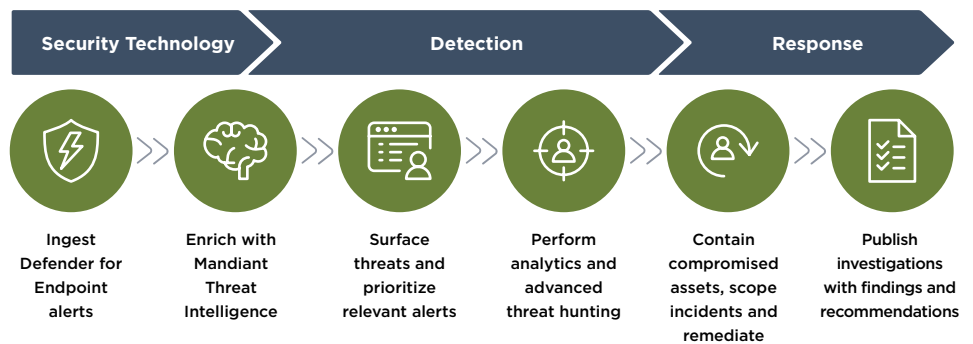 Security Technology
Detection
Response
Ingest
Defender for
Endpoint
alerts
Enrich with
Mandiant
Threat
Intelligence
Surface
threats and
prioritize
relevant alerts
Perform
analytics and
advanced
threat hunting
Contain
compromised
assets, scope
incidents and
remediate
Publish
investigations
with findings and
recommendations